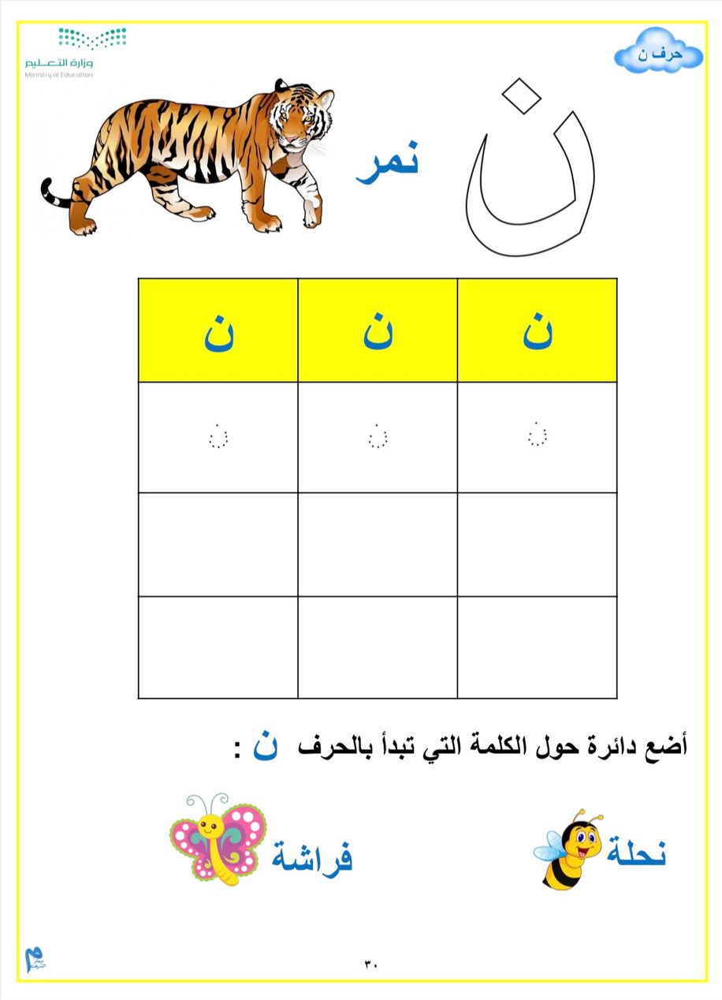 حرف ن
وزارة التعليم
Ministry of Education
ن
نمر
ن ن ن
ن ن ن
أضع دائرة حول الكلمة التي تبدأ بالحرف ن :
نحلة
فراشة
٣٠